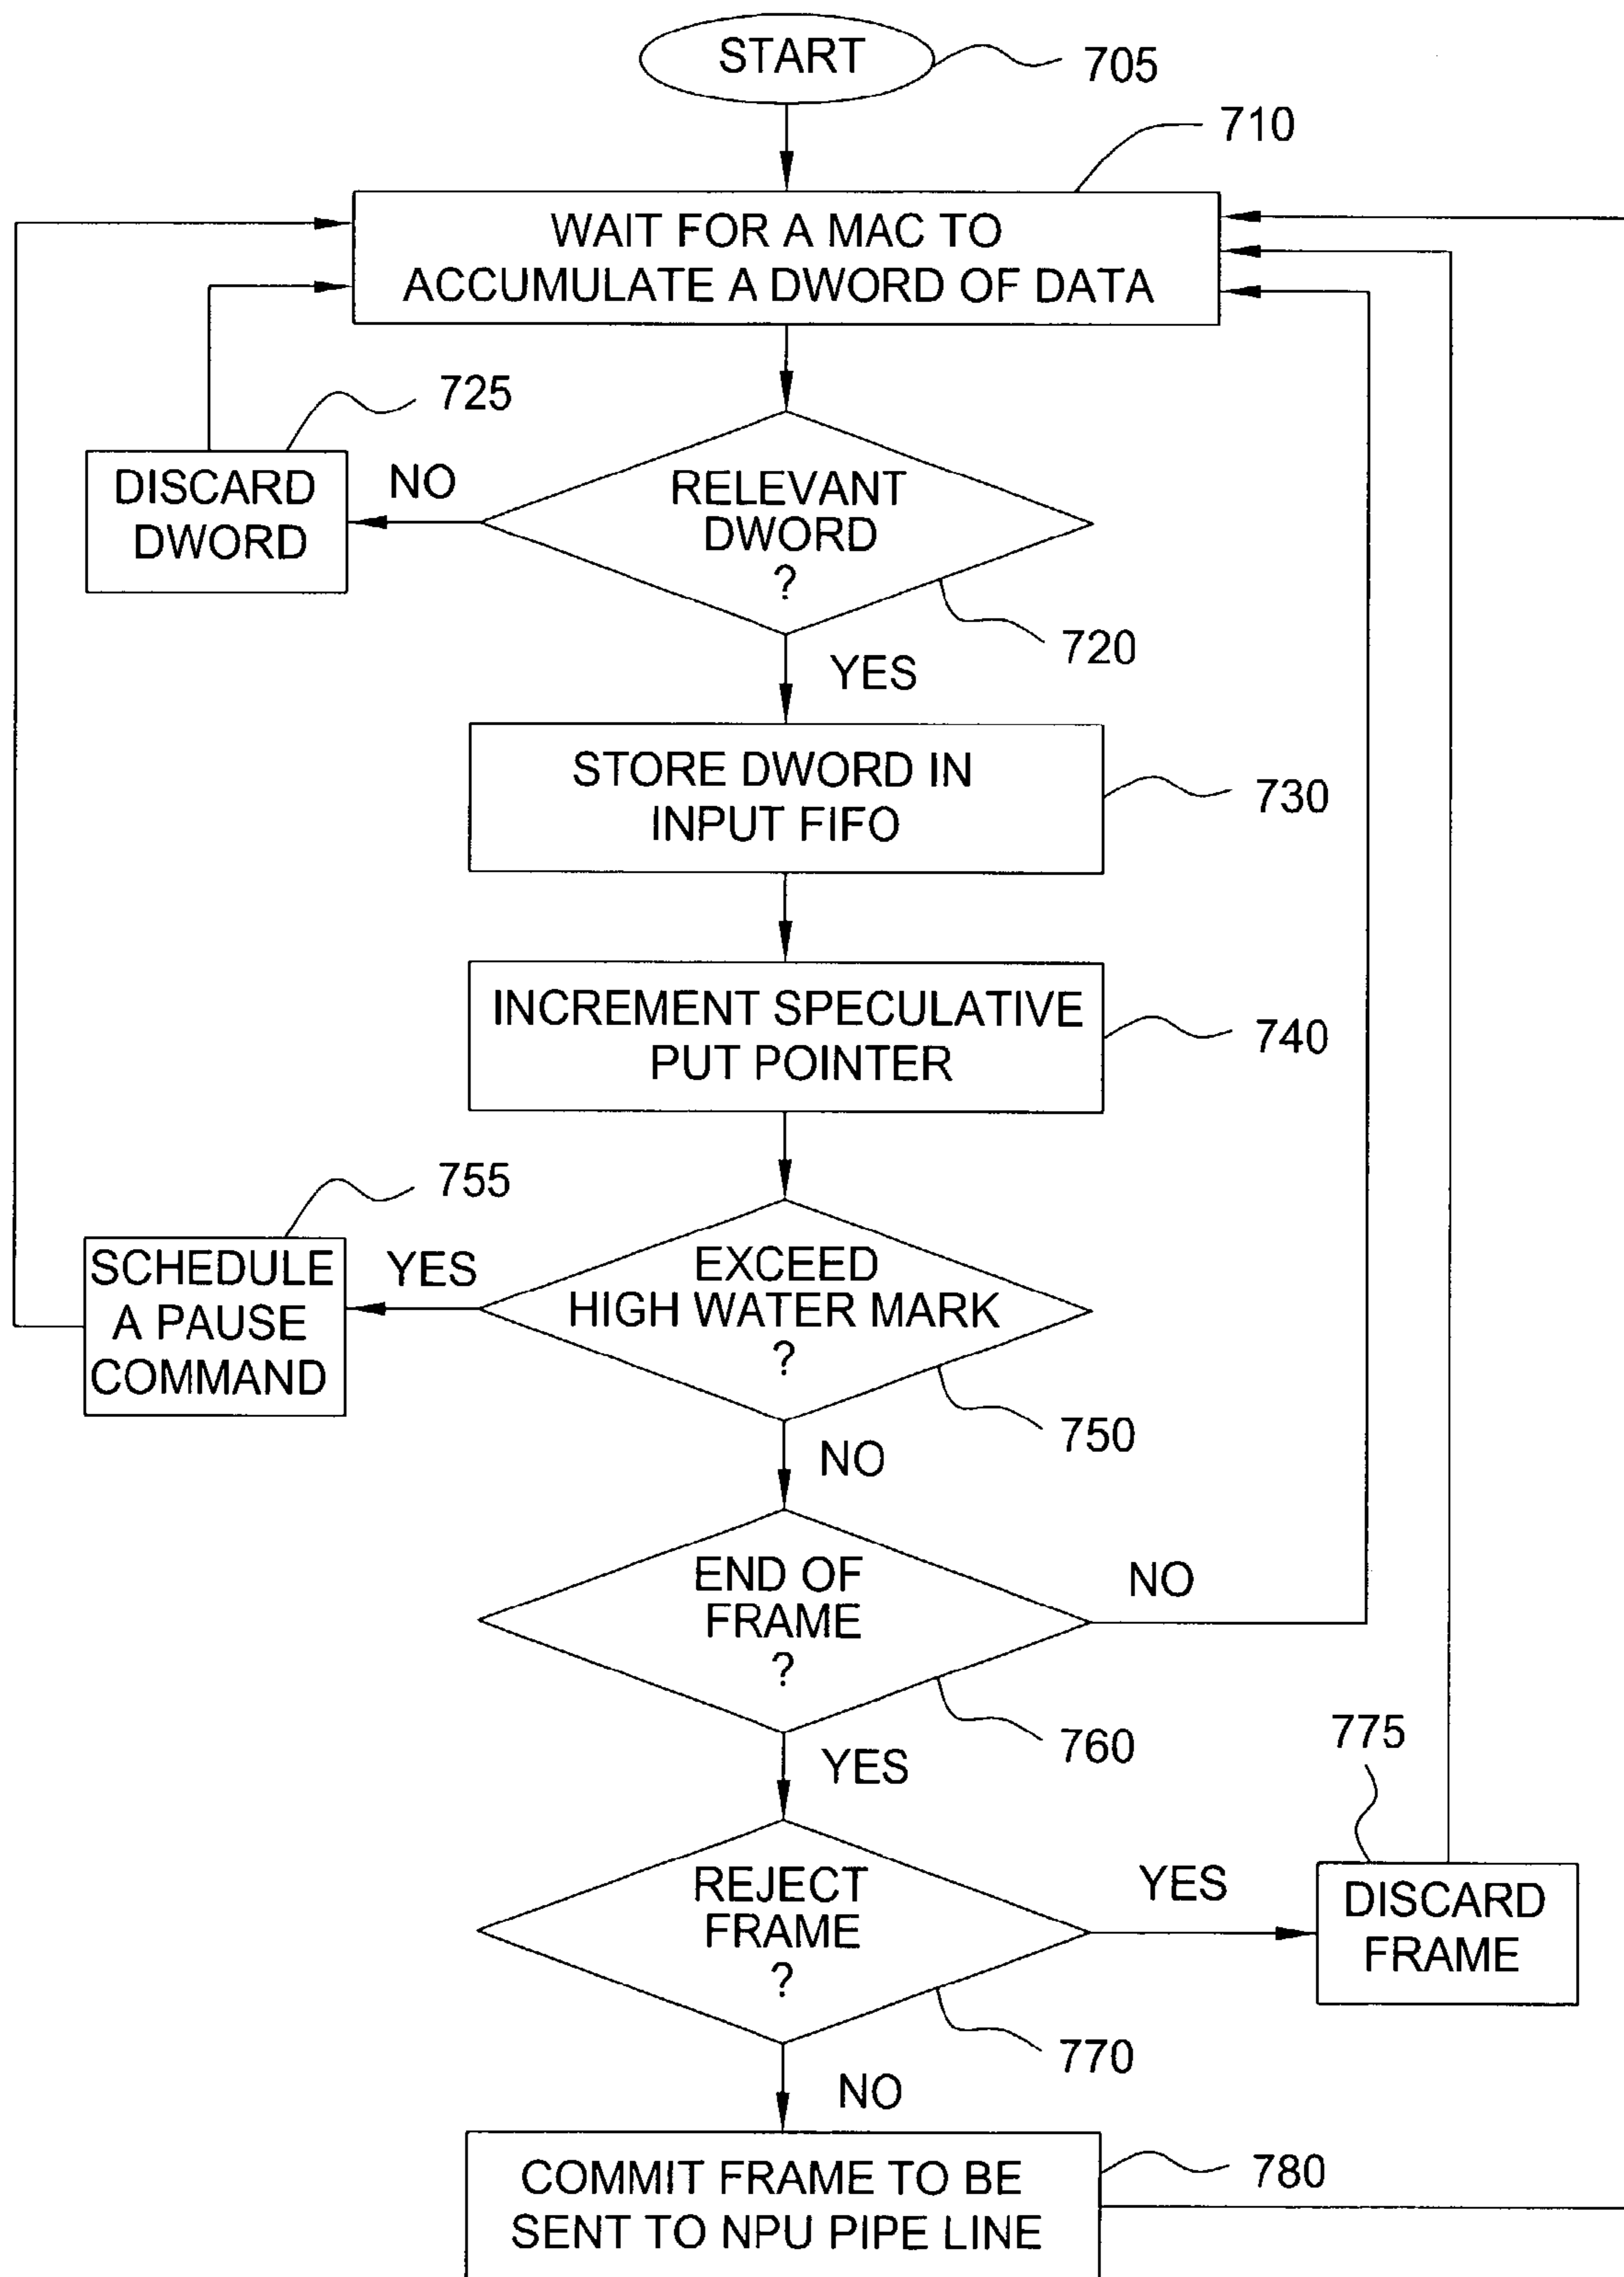 START
705
710
WAIT FOR A MAC TO
ACCUMULATE A DWORD OF DATA
725
DISCARD
DWORD
NO
RELEVANT
DWORD
?
720
YES
STORE DWORD IN
INPUT FIFO
730
INCREMENT SPECULATIVE
PUT POINTER
740
755
SCHEDULE
A PAUSE
COMMAND
YES
EXCEED
HIGH WATER MARK
?
750
NO
END OF
FRAME
?
NO
760
YES
775
REJECT
FRAME
?
YES
DISCARD
FRAME
770
NO
COMMIT FRAME TO BE
SENT TO NPU PIPE LINE
780